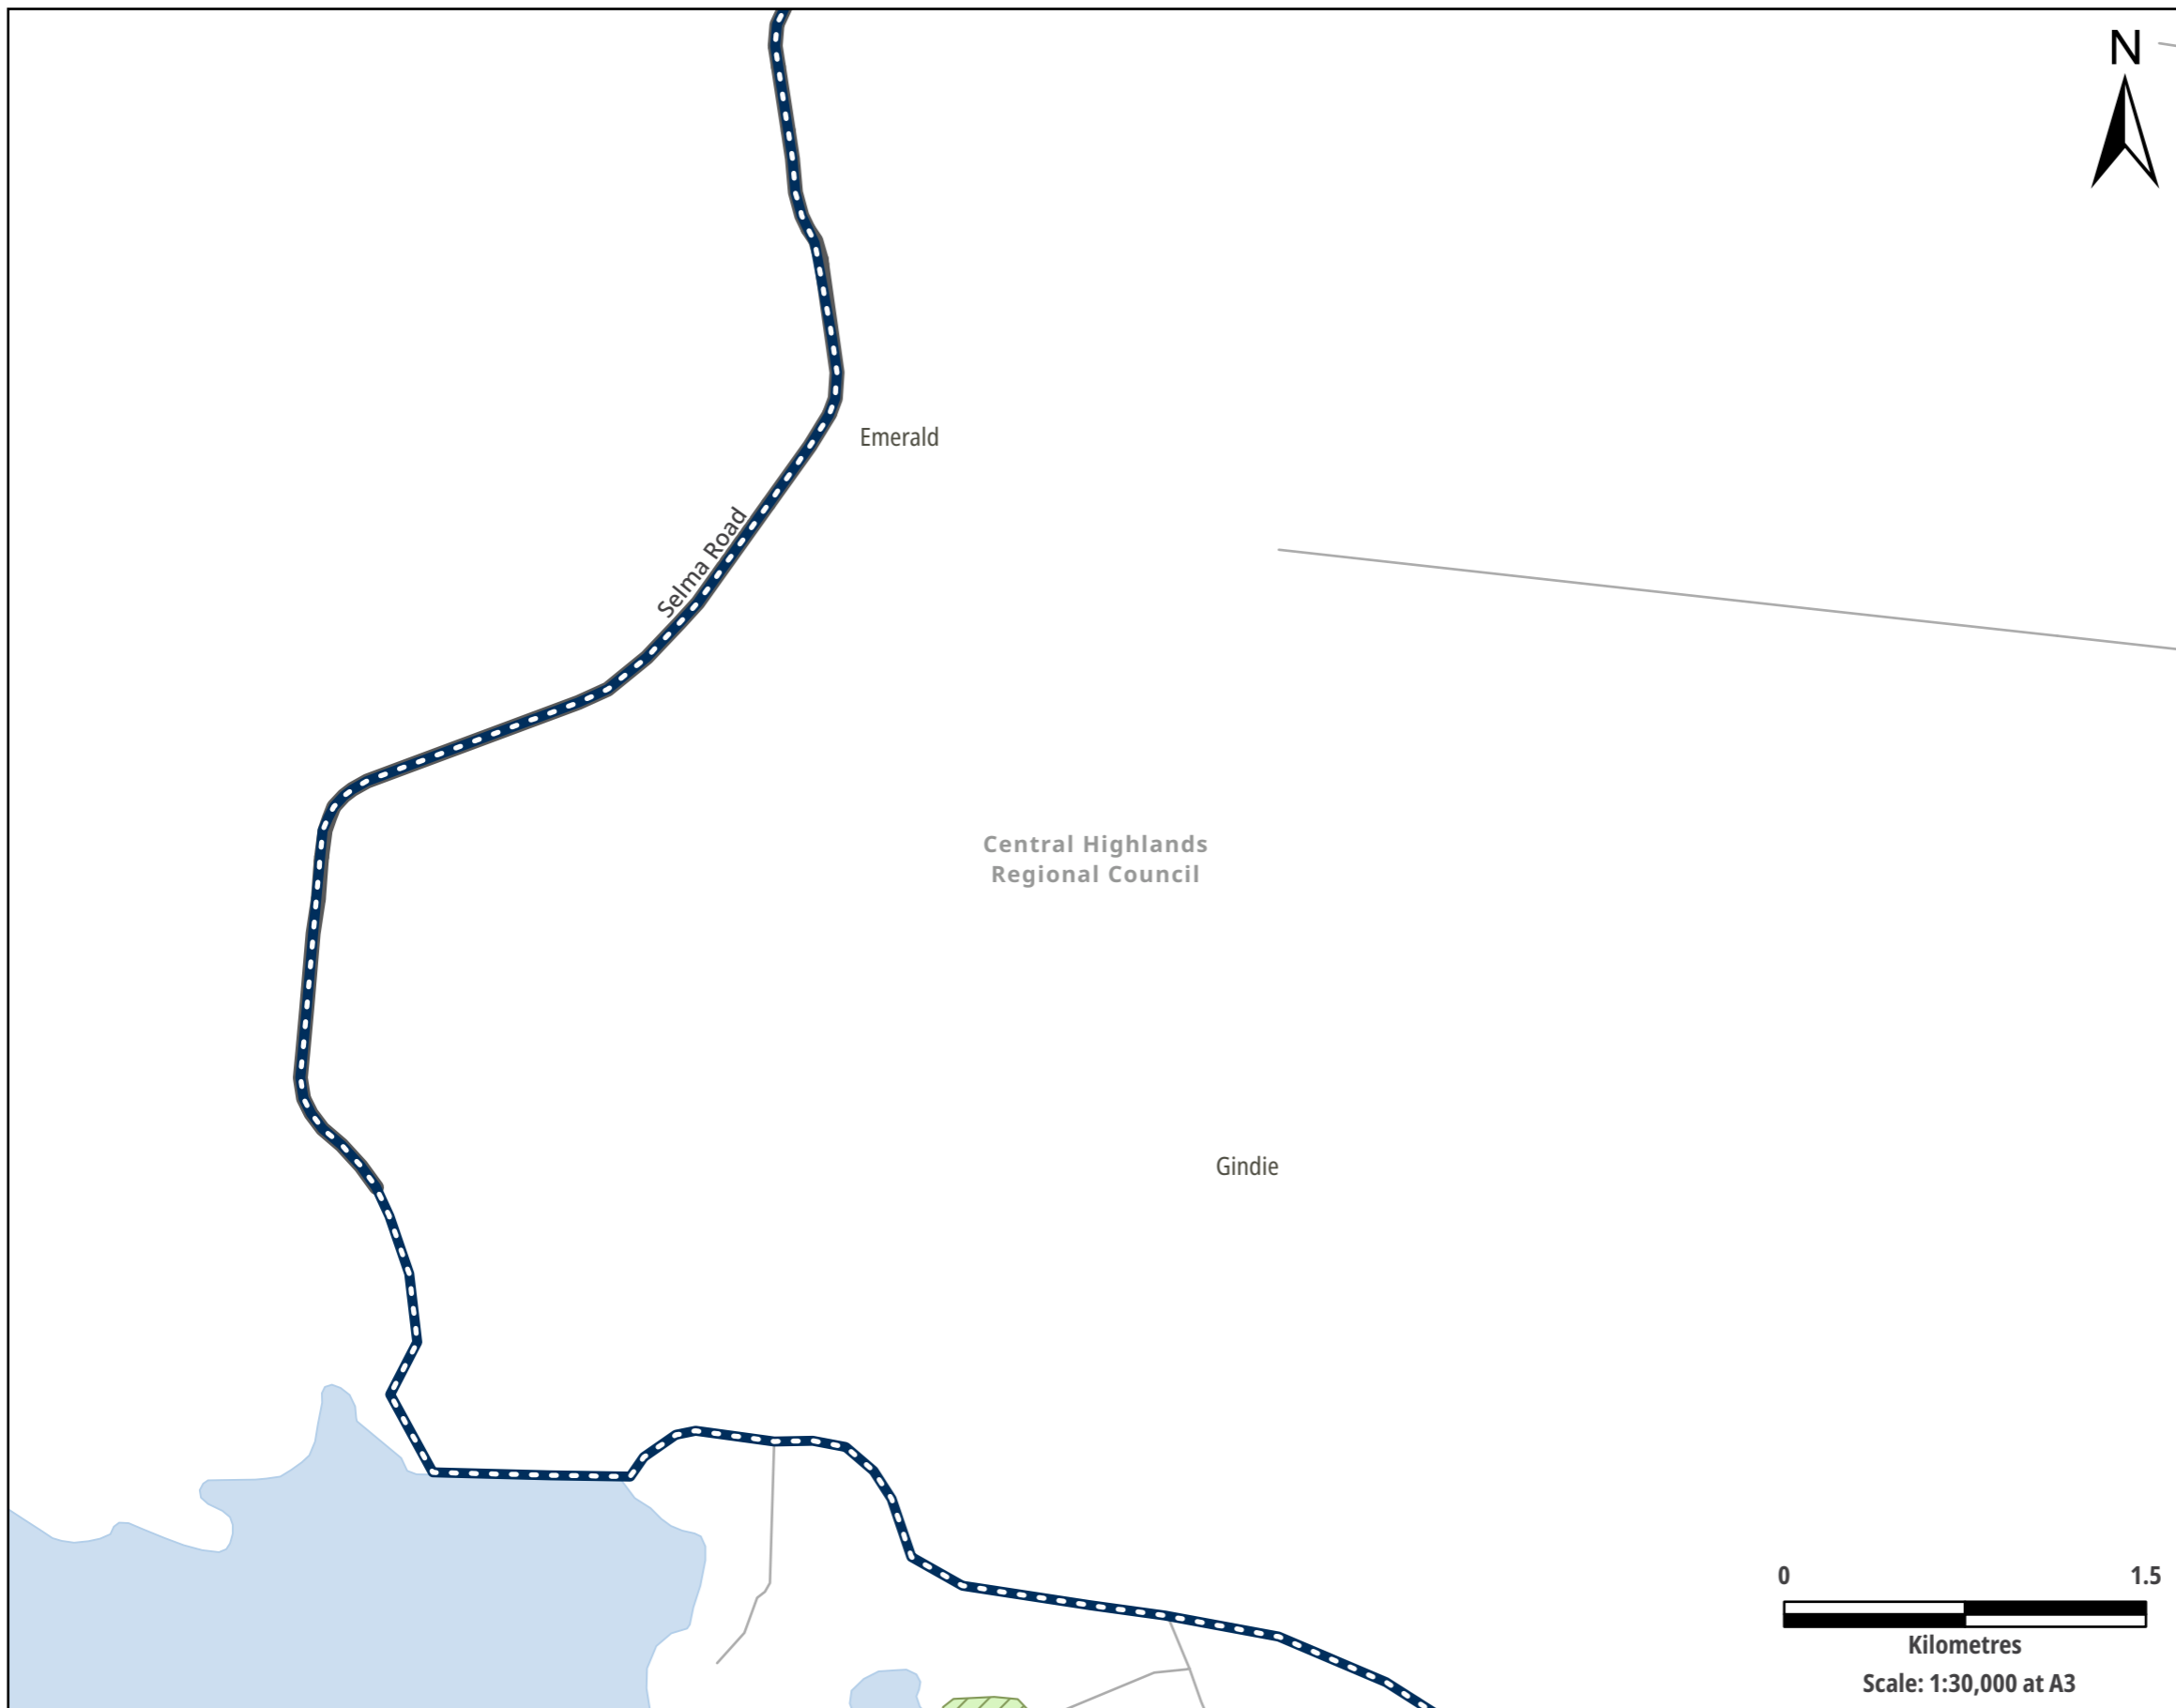 N
Emerald
Selma Road
Central Highlands
Regional Council
Gindie
0 1.5
Kilometres
Scale: 1:30,000 at A3